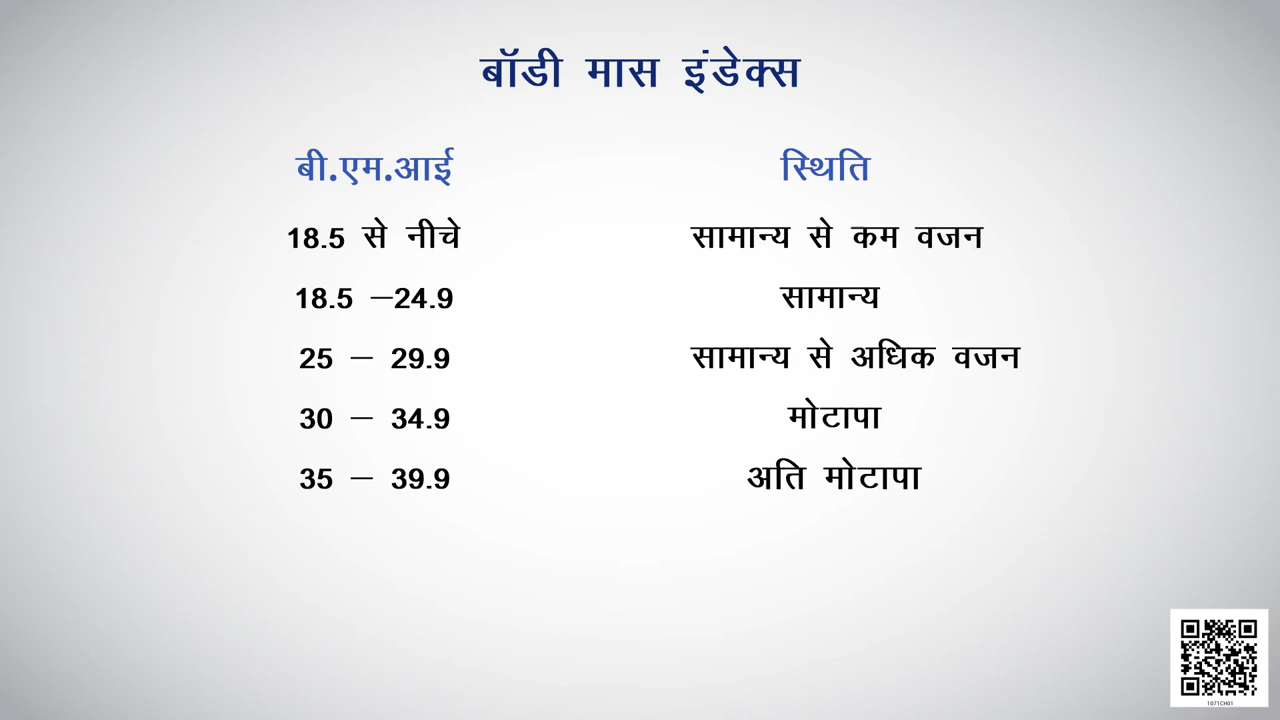 बॉडी मास इंडेक्स
बी.एम.आई स्थिति
18.5 से नीचे सामान्य से कम वजन
18.5 –24.9 सामान्य
25 – 29.9 सामान्य से अधिक वजन
30 – 34.9 मोटापा
35 – 39.9 अति मोटापा
1071CH01